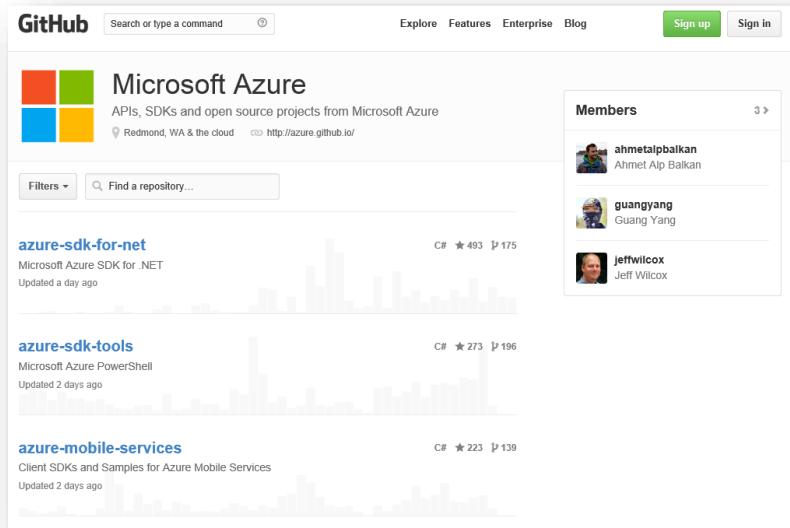 GitHub
Search or type a command
Explore Features Enterprise Blog
Sign up
Sign in
Microsoft Azure
APIs, SDKs and open source projects from Microsoft Azure
Redmond, WA & the cloud http://azure.github.io/
Members 3
ahmetalpbalkan
Ahmet Alp Balkan
guangyang
Guang Yang
jeffwilcox
Jeff Wilcox
Filters
Find a repository...
azure-sdk-for-net C# 493 175
Microsoft Azure SDK for .NET
Updated a day ago
azure-sdk-tools C# 273 196
Microsoft Azure PowerShell
Updated 2 days ago
azure-mobile-services C# 223 139
Client SDKs and Samples for Azure Mobile Services
Updated 2 days ago